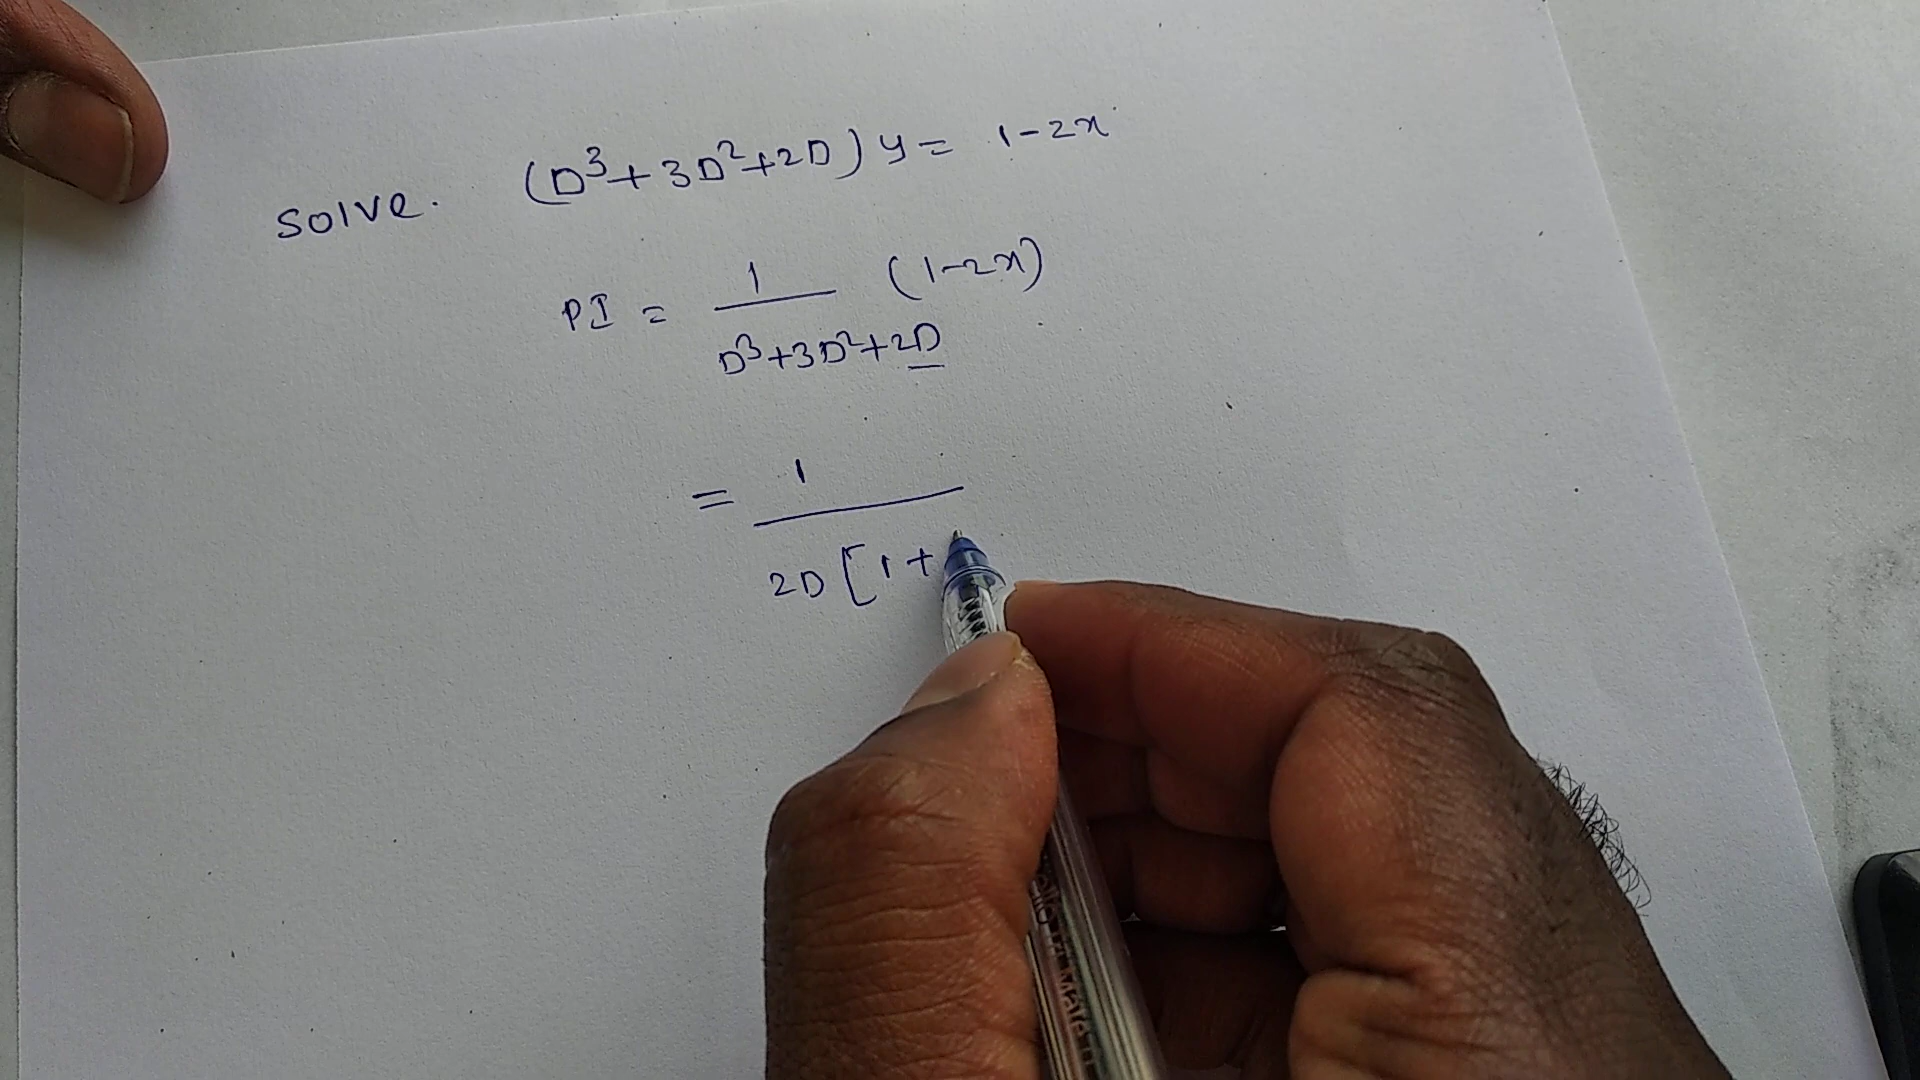 Solve. (D³+3D²+2D)y = 1-2x
PI = 1/(D³+3D²+2D) (1-2x)
= 1/(2D[1+